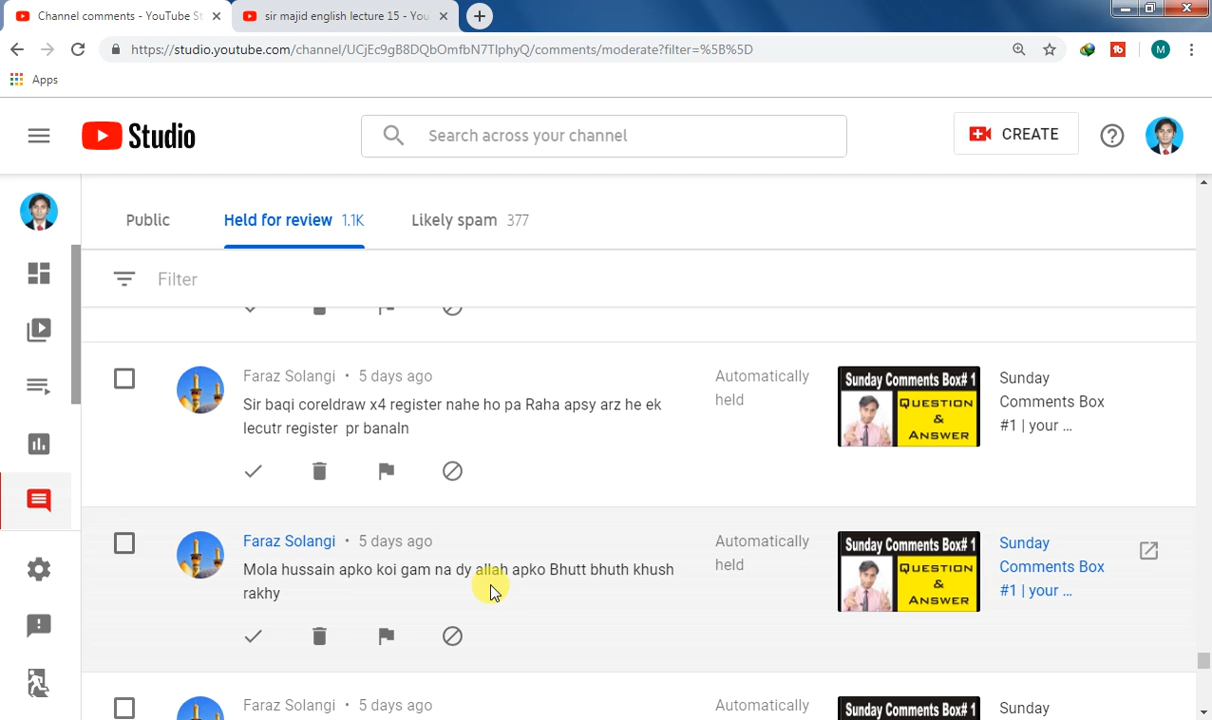 Channel comments - YouTube St
sir majid english lecture 15 - You
https://studio.youtube.com/channel/UCjEc9gB8DQbOmfbN7TlphyQ/comments/moderate?filter=%5B%5D
M
Apps
Studio
Search across your channel
CREATE
Public
Held for review 1.1K
Likely spam 377
Filter
Faraz Solangi • 5 days ago
Sir baqi coreldraw x4 register nahe ho pa Raha apsy arz he ek
lecutr register pr banaln
Automatically
held
Sunday Comments Box# 1
QUESTION
&
ANSWER
Sunday
Comments Box
#1 | your ...
Faraz Solangi • 5 days ago
Mola hussain apko koi gam na dy allah apko Bhutt bhuth khush
rakhy
Automatically
held
Sunday Comments Box# 1
QUESTION
&
ANSWER
Sunday
Comments Box
#1 | your ...
Faraz Solangi • 5 days ago
Automatically
Sunday Comments Box# 1
Sunday